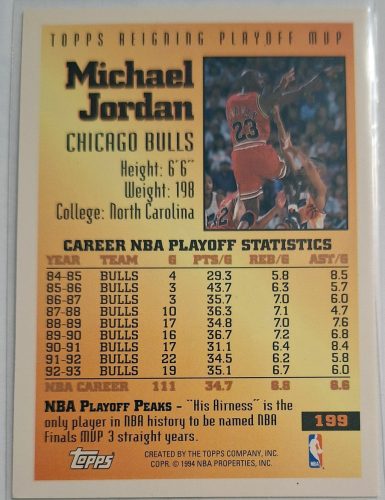 TOPPS REIGNING PLAYOFF MVP
Michael
Jordan
CHICAGO BULLS
Height: 6'6"
Weight: 198
College: North Carolina
23
CAREER NBA PLAYOFF STATISTICS
YEAR TEAM G PTS/G REB/G AST/G
84-85 BULLS 4 29.3 5.8 8.5
85-86 BULLS 3 43.7 6.3 5.7
86-87 BULLS 3 35.7 7.0 6.0
87-88 BULLS 10 36.3 7.1 4.7
88-89 BULLS 17 34.8 7.0 7.6
89-90 BULLS 16 36.7 7.2 6.8
90-91 BULLS 17 31.1 6.4 8.4
91-92 BULLS 22 34.5 6.2 5.8
92-93 BULLS 19 35.1 6.7 6.0
NBA CAREER 111 34.7 6.6 6.6
NBA PLAYOFF PEAKS - "His Airness" is the
only player in NBA history to be named NBA
Finals MVP 3 straight years.
199
TOPPS
NBA
CREATED BY THE TOPPS COMPANY, INC.
COPR. © 1994 NBA PROPERTIES, INC.